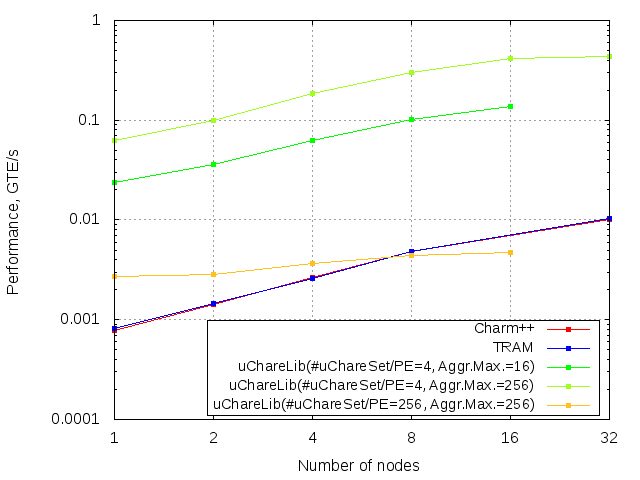 1
0.1
0.01
0.001
0.0001
Performance, GTE/s
Charm++
TRAM
uChareLib(#uChareSet/PE=4, Aggr.Max.=16)
uChareLib(#uChareSet/PE=4, Aggr.Max.=256)
uChareLib(#uChareSet/PE=256, Aggr.Max.=256)
1 2 4 8 16 32
Number of nodes